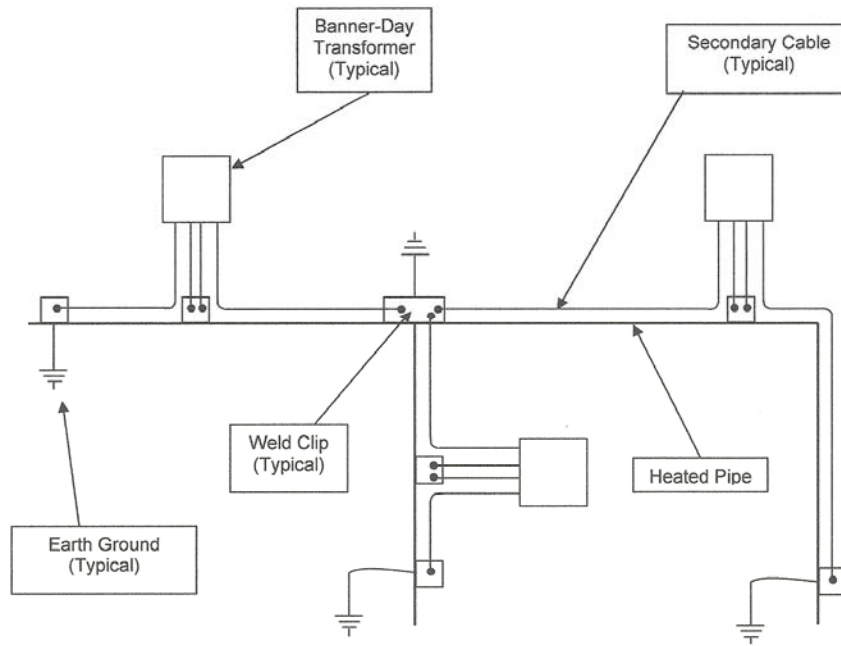 Banner-Day
Transformer
(Typical)
Secondary Cable
(Typical)
Weld Clip
(Typical)
Heated Pipe
Earth Ground
(Typical)